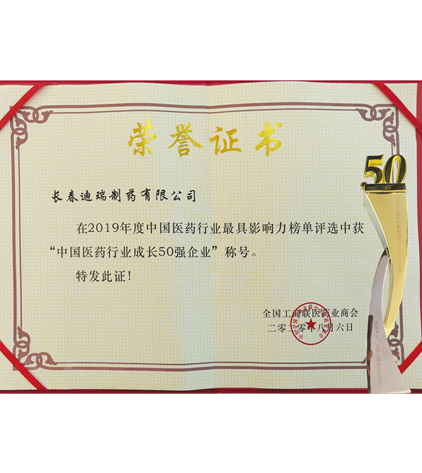 荣誉证书
50
长春迪瑞制药有限公司
在2019年度中国医药行业最具影响力榜单评选中获
“中国医药行业成长50强企业”称号。
特发此证！
全国工商联医药业商会
二零二零年八月六日